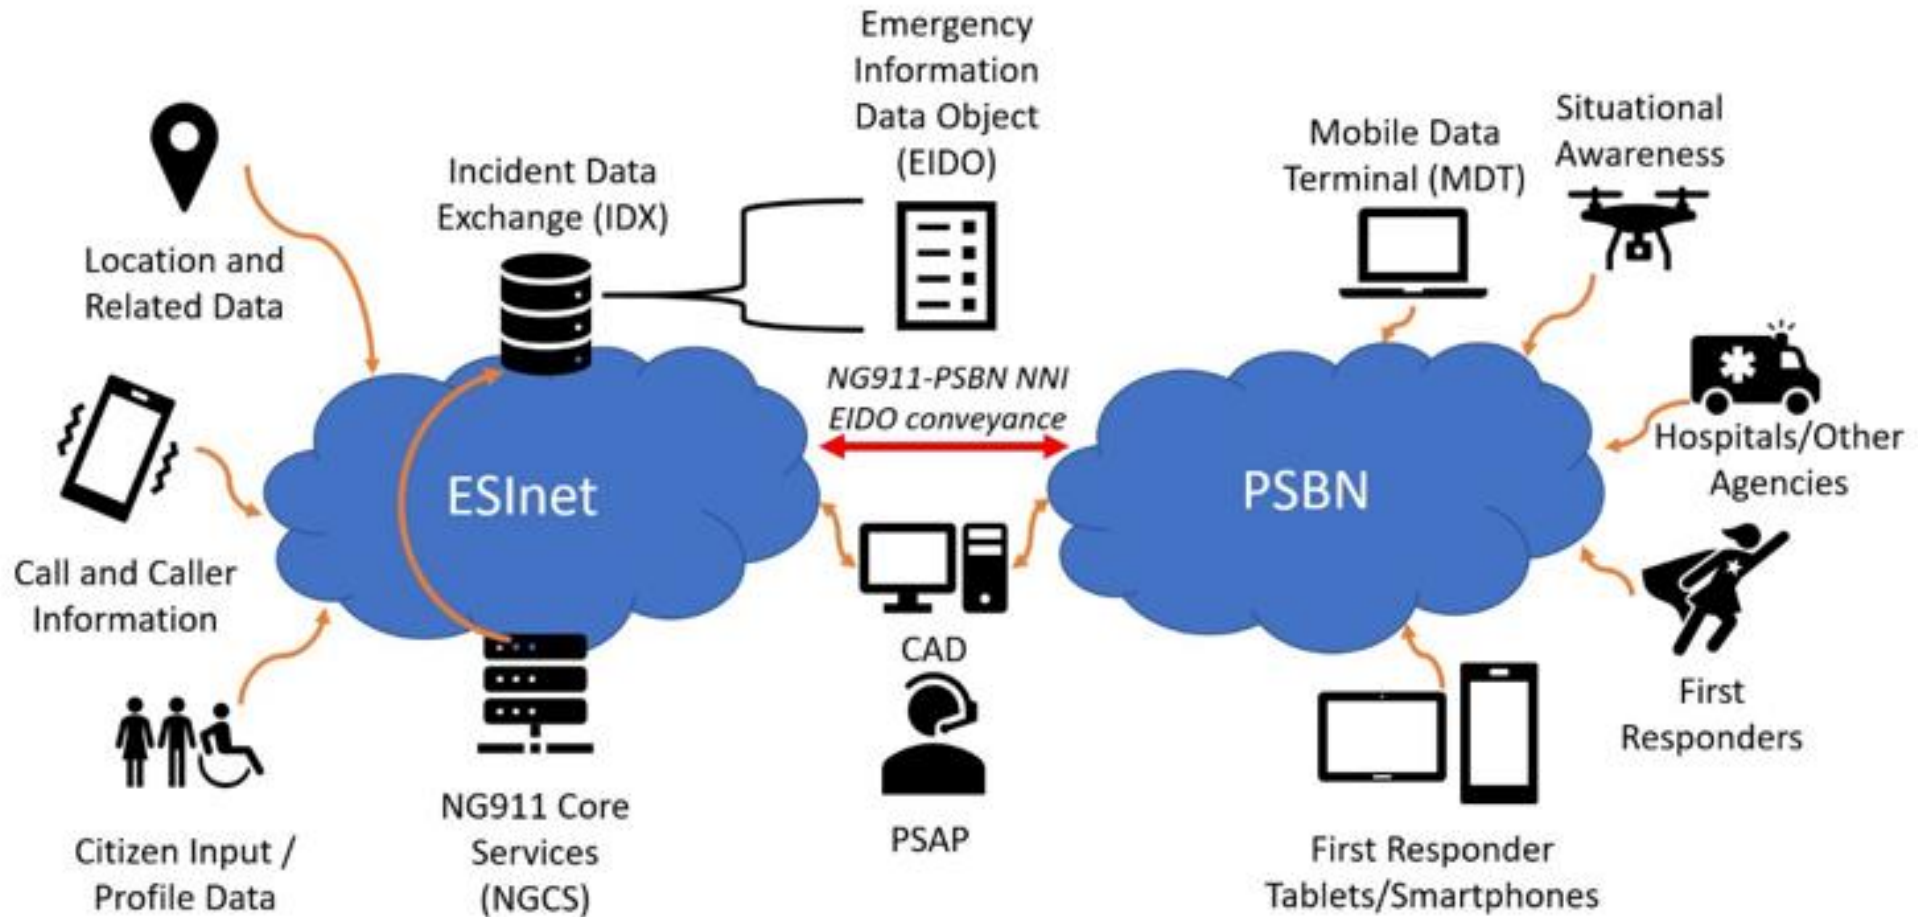 Emergency
Information
Data Object
(EIDO)
Incident Data
Exchange (IDX)
Location and
Related Data
Call and Caller
Information
Citizen Input /
Profile Data
ESInet
NG911 Core
Services
(NGCS)
NG911-PSBN NNI
EIDO conveyance
CAD
PSAP
PSBN
Mobile Data
Terminal (MDT)
Situational
Awareness
Hospitals/Other
Agencies
First
Responders
First Responder
Tablets/Smartphones